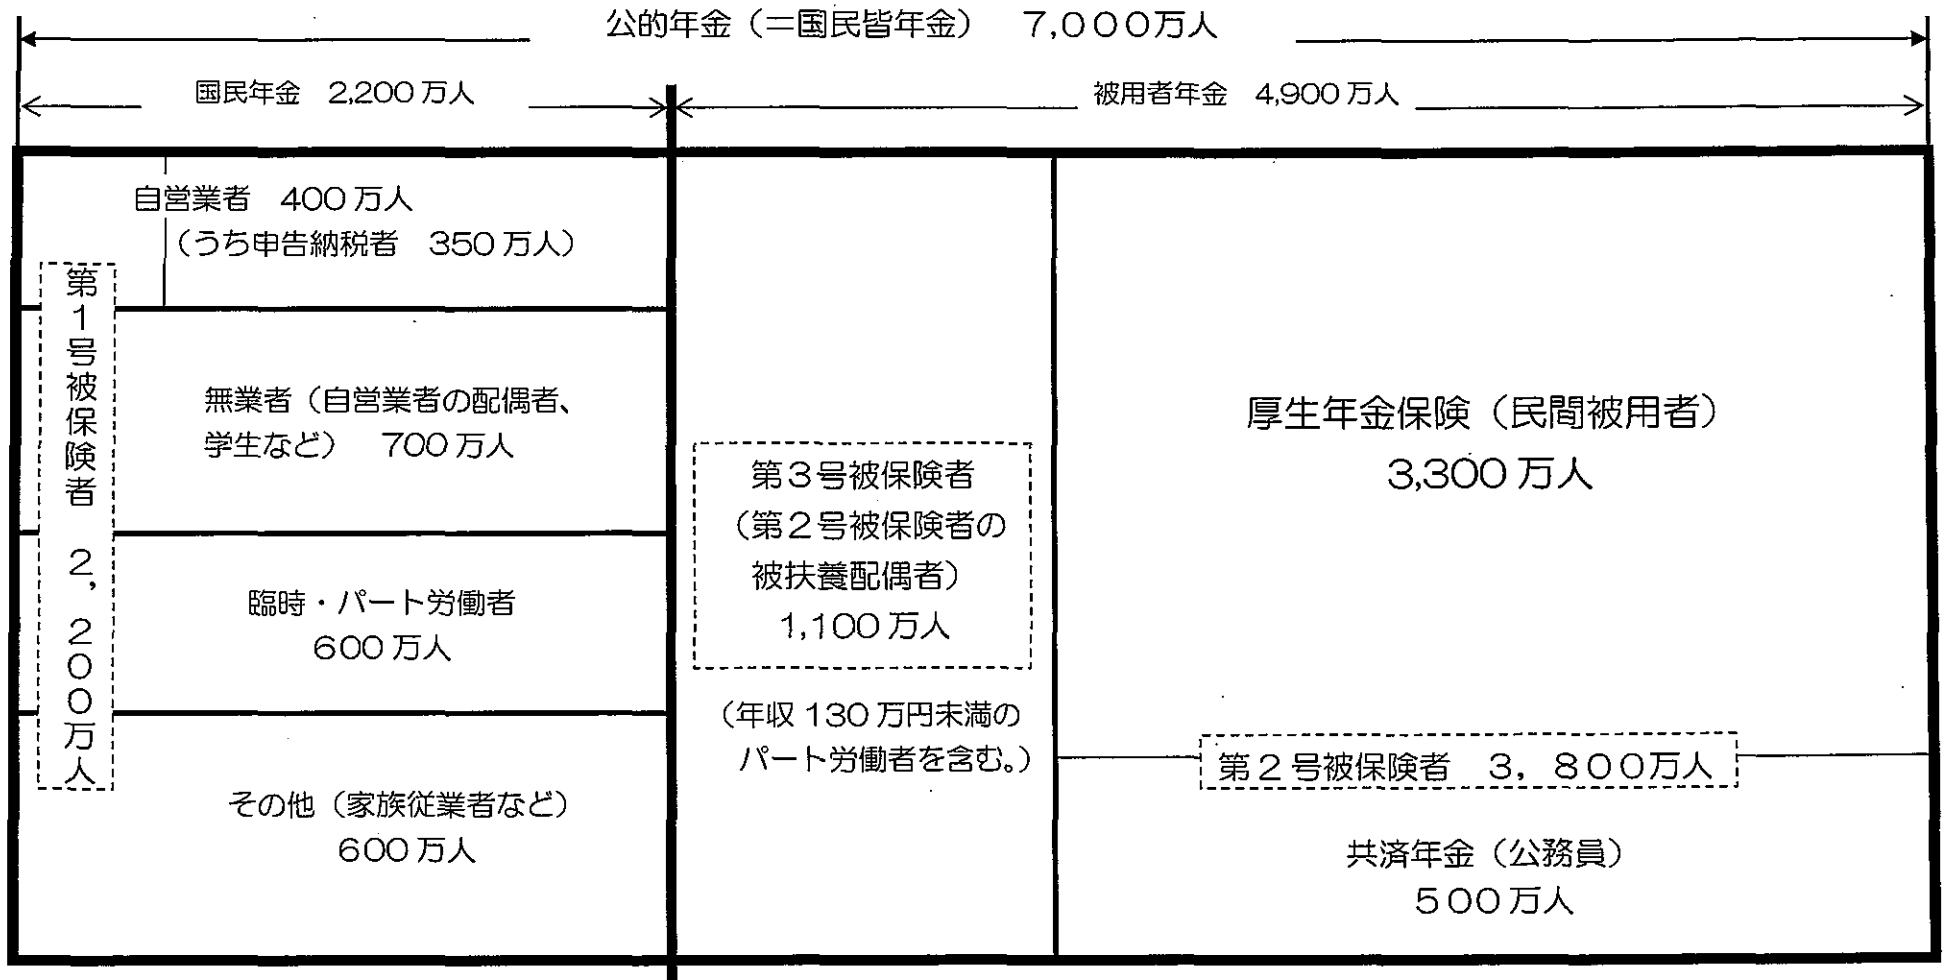 公的年金（＝国民皆年金）　７,０００万人
国民年金　2,200万人
被用者年金　4,900万人
自営業者　400万人
（うち申告納税者　350万人）
第１号被保険者　２，２００万人
無業者（自営業者の配偶者、
学生など）　700万人
臨時・パート労働者
600万人
その他（家族従業者など）
600万人
第３号被保険者
（第２号被保険者の
被扶養配偶者）
1,100万人
（年収130万円未満の
パート労働者を含む。）
厚生年金保険（民間被用者）
3,300万人
第２号被保険者　３，８００万人
共済年金（公務員）
５００万人